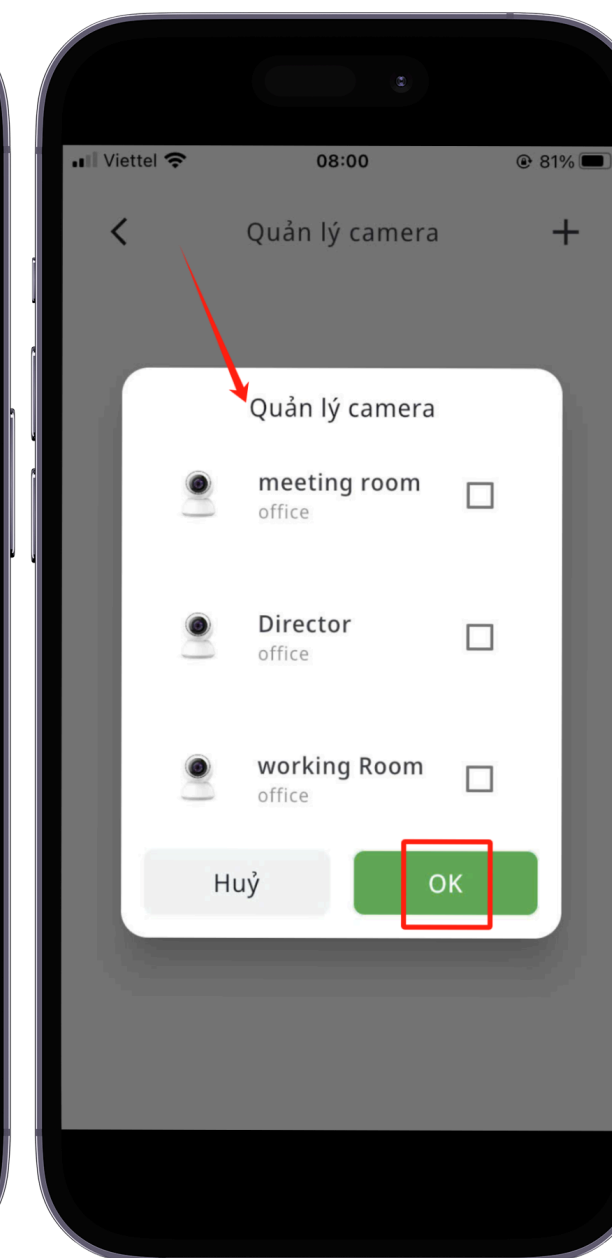 Viettel 08:00 81%
Quản lý camera
Quản lý camera
meeting room
office
Director
office
working Room
office
Huỷ OK